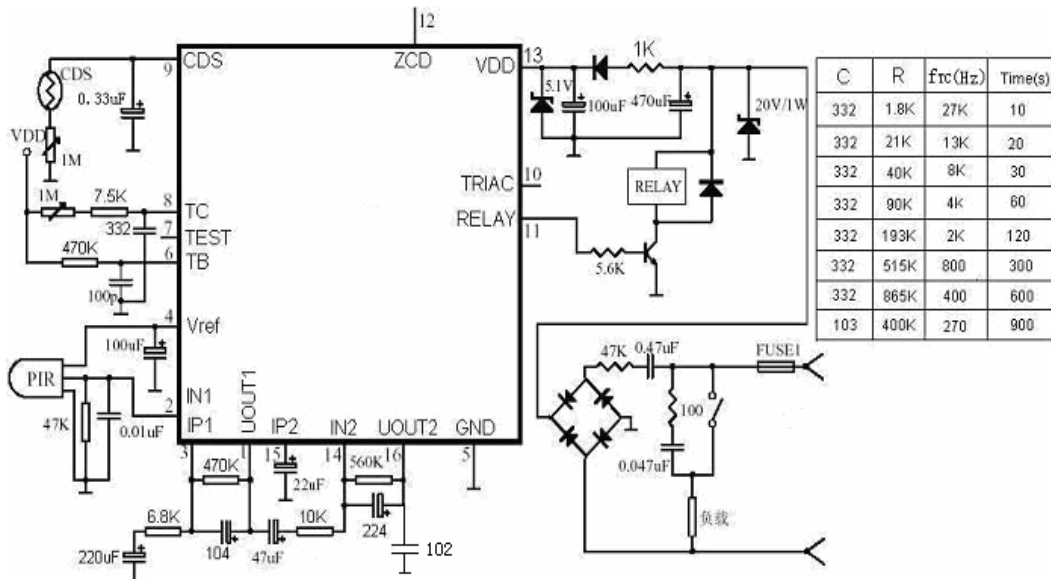 12
CDS
9
ZCD
VDD
13
1K
CDS
0.33uF
5.1V
100uF
470uF
20V/1W
VDD
1M
TRIAC
10
RELAY
1M
7.5K
8
TC
RELAY
11
332
7
TEST
470K
6
TB
5.6K
100p
4
Vref
100uF
PIR
IN1
2
IP1
UOUT1
IP2
IN2
UOUT2
GND
47K
0.01uF
3
1
15
14
16
5
470K
22uF
560K
6.8K
10K
224
220uF
104
47uF
102
47K
0.47uF
FUSE1
100
0.047uF
负载
C R frc(Hz) Time(s)
332 1.8K 27K 10
332 21K 13K 20
332 40K 8K 30
332 90K 4k 60
332 193K 2K 120
332 515K 800 300
332 865K 400 600
103 400K 270 900